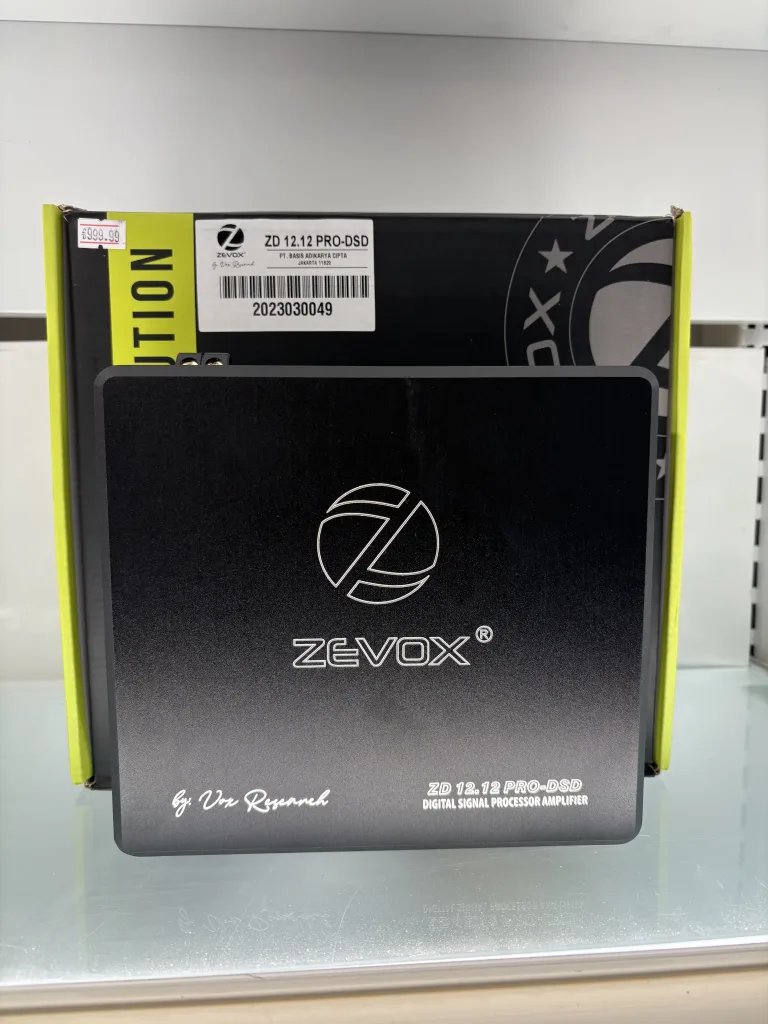 €999.99
UTION
ZEVOX
by: Vox Research
ZD 12.12 PRO-DSD
PT. BASIS ADIKARYA CIPTA
JAKARTA 11820
2023030049
ZEVOX®
by: Vox Research
ZD 12.12 PRO-DSD
DIGITAL SIGNAL PROCESSOR AMPLIFIER